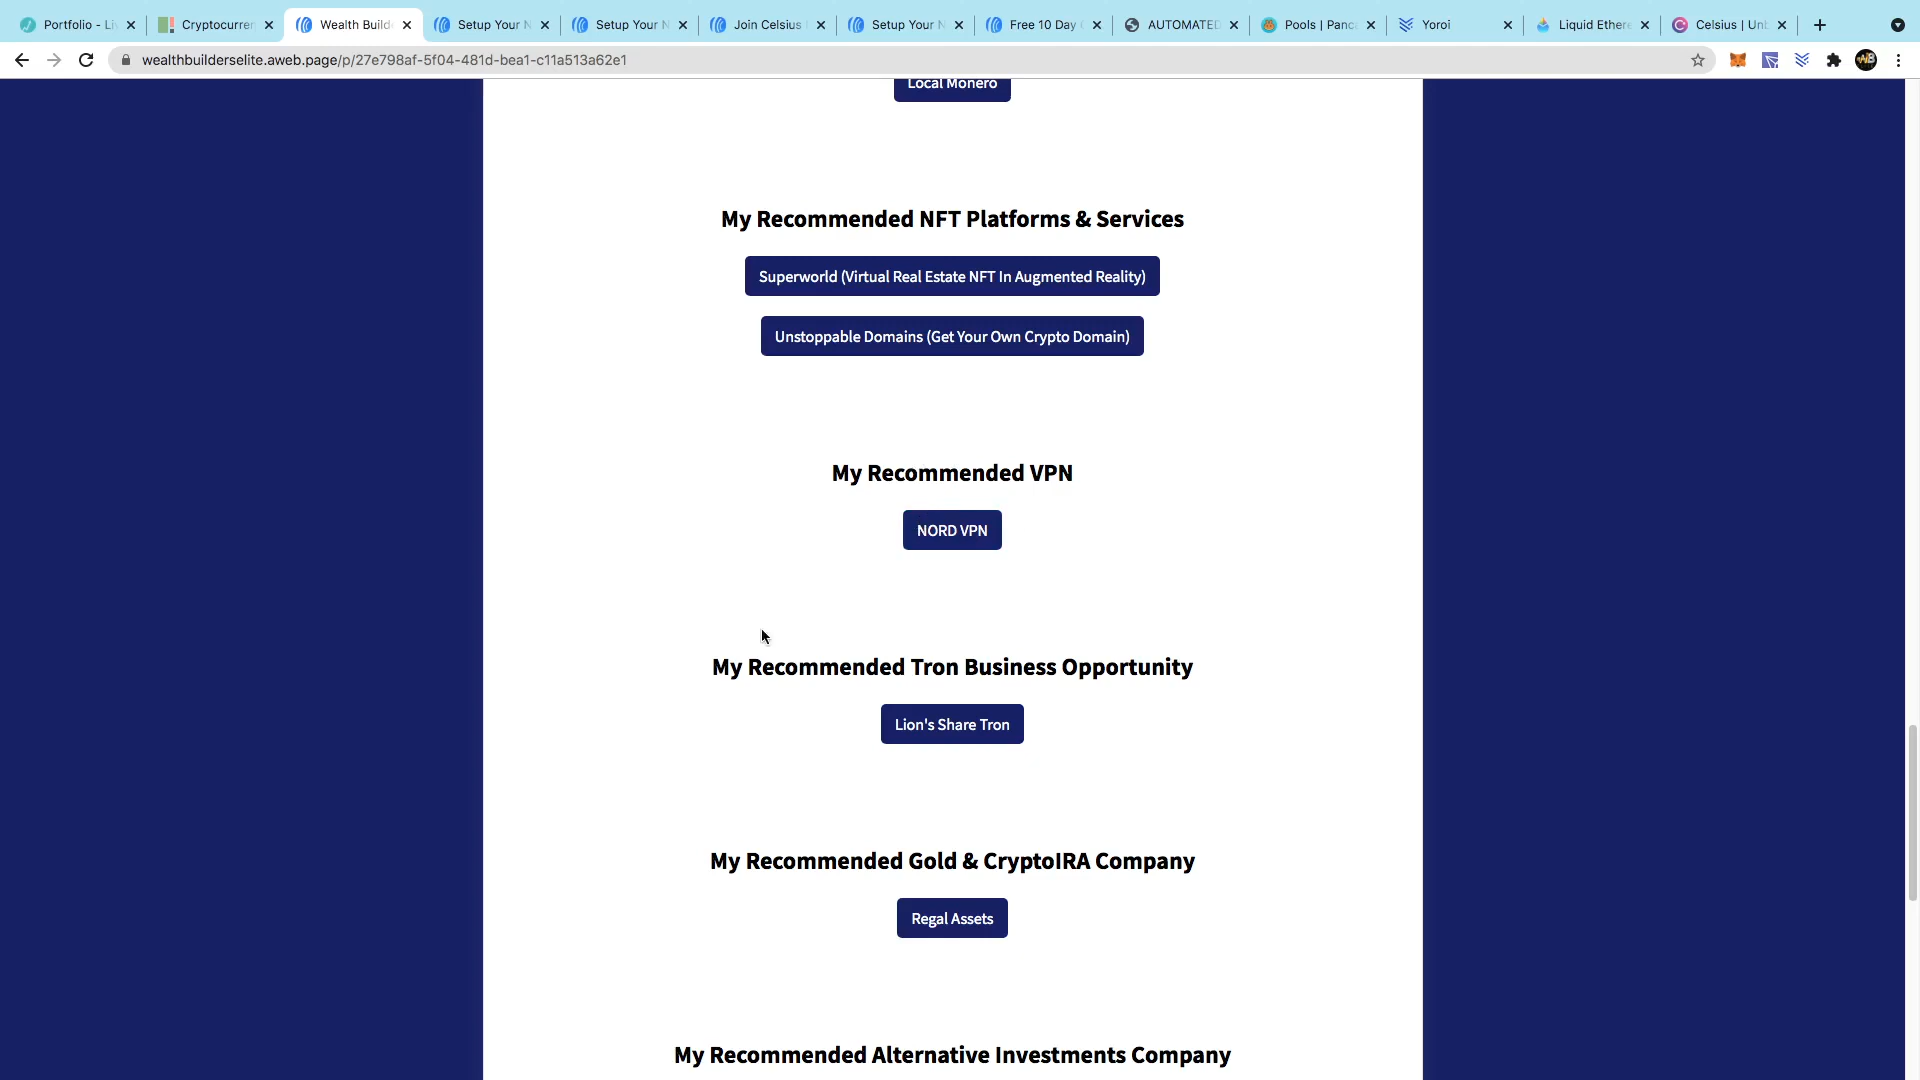 Portfolio - Li
Cryptocurre
Wealth Build
Setup Your N
Setup Your N
Join Celsius
Setup Your N
Free 10 Day
AUTOMATED
Pools | Panc
Yoroi
Liquid Ethere
Celsius | Unb
wealthbuilderselite.aweb.page/p/27e798af-5f04-481d-bea1-c11a513a62e1
Local Monero
My Recommended NFT Platforms & Services
Superworld (Virtual Real Estate NFT In Augmented Reality)
Unstoppable Domains (Get Your Own Crypto Domain)
My Recommended VPN
NORD VPN
My Recommended Tron Business Opportunity
Lion's Share Tron
My Recommended Gold & CryptoIRA Company
Regal Assets
My Recommended Alternative Investments Company